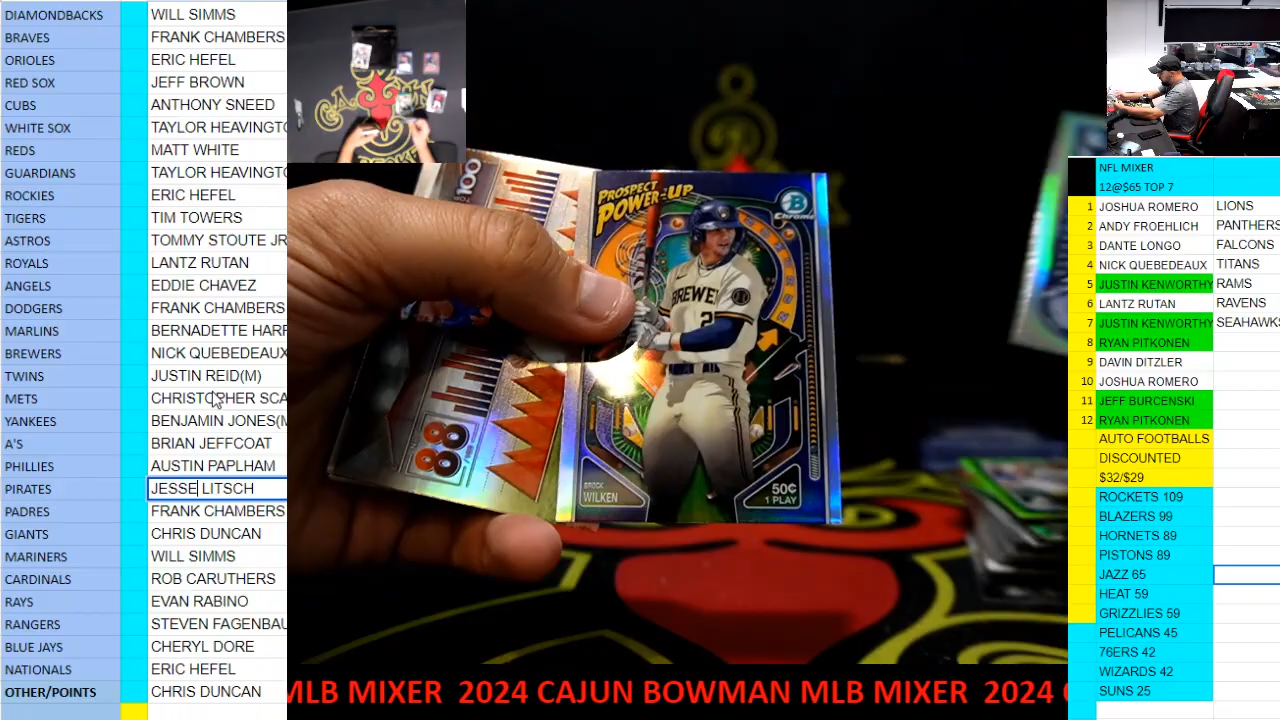 DIAMONDBACKS WILL SIMMS
BRAVES FRANK CHAMBERS
ORIOLES ERIC HEFEL
RED SOX JEFF BROWN
CUBS ANTHONY SNEED
WHITE SOX TAYLOR HEAVINGTO
REDS MATT WHITE
GUARDIANS TAYLOR HEAVINGTO
ROCKIES ERIC HEFEL
TIGERS TIM TOWERS
ASTROS TOMMY STOUTE JR
ROYALS LANTZ RUTAN
ANGELS EDDIE CHAVEZ
DODGERS FRANK CHAMBERS
MARLINS BERNADETTE HARR
BREWERS NICK QUEBEDEAUX
TWINS JUSTIN REID(M)
METS CHRISTOPHER SCA
YANKEES BENJAMIN JONES(M
A'S BRIAN JEFFCOAT
PHILLIES AUSTIN PAPLHAM
PIRATES JESSE LITSCH
PADRES FRANK CHAMBERS
GIANTS CHRIS DUNCAN
MARINERS WILL SIMMS
CARDINALS ROB CARUTHERS
RAYS EVAN RABINO
RANGERS STEVEN FAGENBAU
BLUE JAYS CHERYL DORE
NATIONALS ERIC HEFEL
OTHER/POINTS CHRIS DUNCAN
100
PROSPECT
POWER-UP
B
Chrome
BREWE
2
88
BROCK
WILKEN
50¢
1 PLAY
NFL MIXER
12@$65 TOP 7
1 JOSHUA ROMERO LIONS
2 ANDY FROEHLICH PANTHERS
3 DANTE LONGO FALCONS
4 NICK QUEBEDEAUX TITANS
5 JUSTIN KENWORTHY RAMS
6 LANTZ RUTAN RAVENS
7 JUSTIN KENWORTHY SEAHAWKS
8 RYAN PITKONEN
9 DAVIN DITZLER
10 JOSHUA ROMERO
11 JEFF BURCENSKI
12 RYAN PITKONEN
AUTO FOOTBALLS
DISCOUNTED
$32/$29
ROCKETS 109
BLAZERS 99
HORNETS 89
PISTONS 89
JAZZ 65
HEAT 59
GRIZZLIES 59
PELICANS 45
76ERS 42
WIZARDS 42
SUNS 25
MLB MIXER 2024 CAJUN BOWMAN MLB MIXER 2024